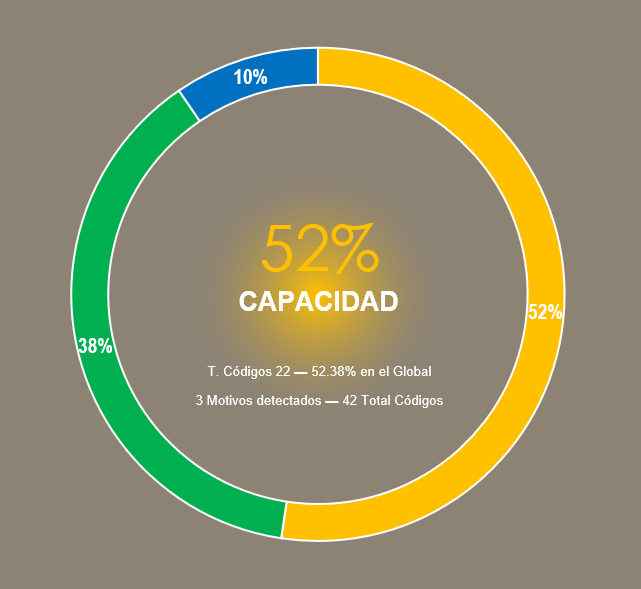 10%
52%
CAPACIDAD
52%
38%
T. Códigos 22 — 52.38% en el Global
3 Motivos detectados — 42 Total Códigos